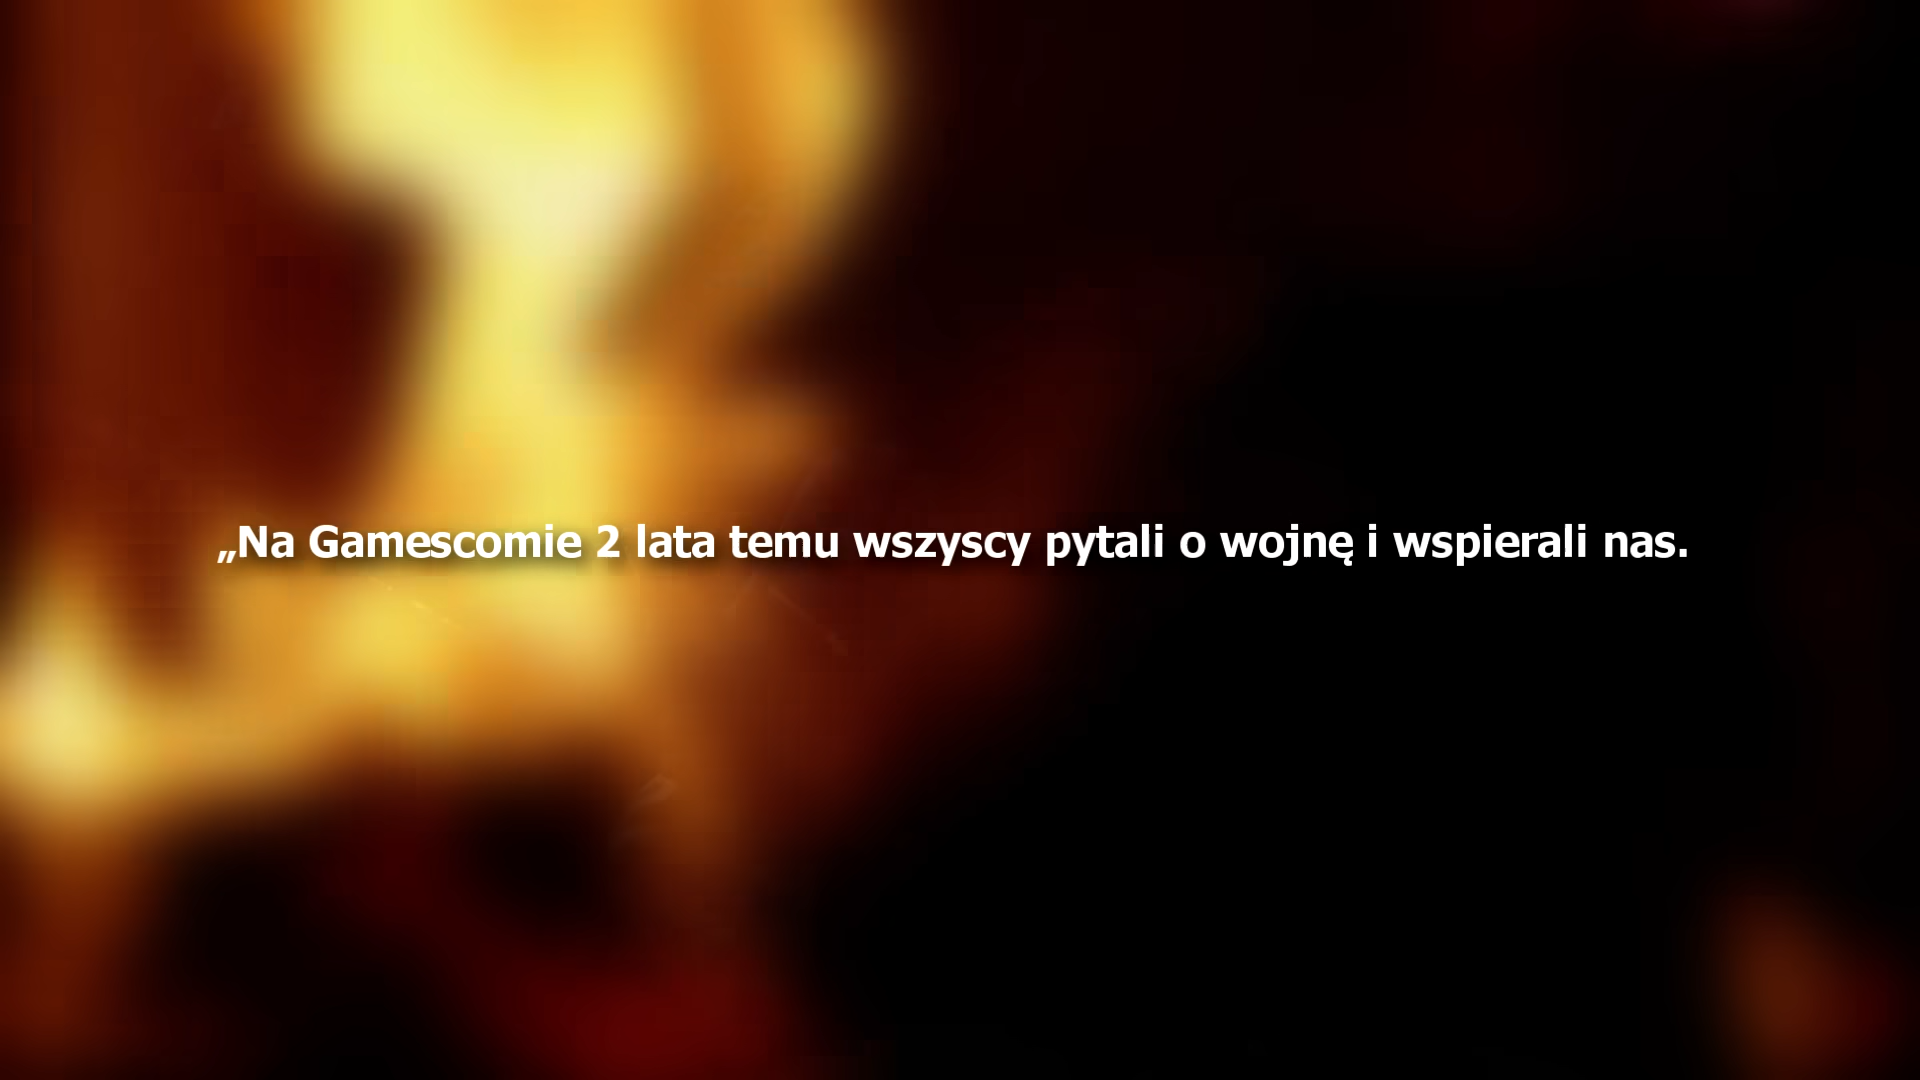 „Na Gamescomie 2 lata temu wszyscy pytali o wojnę i wspierali nas.